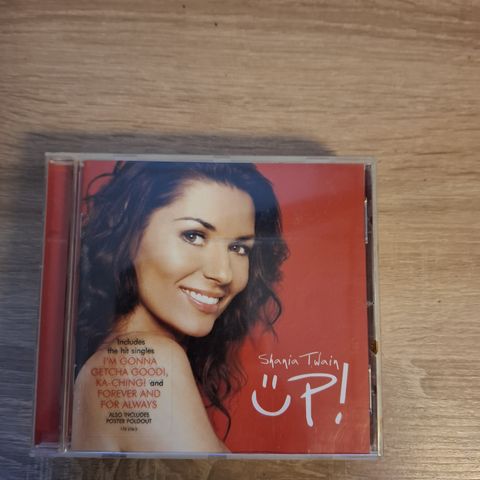 Shania Twain
UP!
Includes
the hit singles
I'M GONNA
GETCHA GOOD!,
KA-CHING! and
FOREVER AND
FOR ALWAYS
ALSO INCLUDES
POSTER FOLDOUT